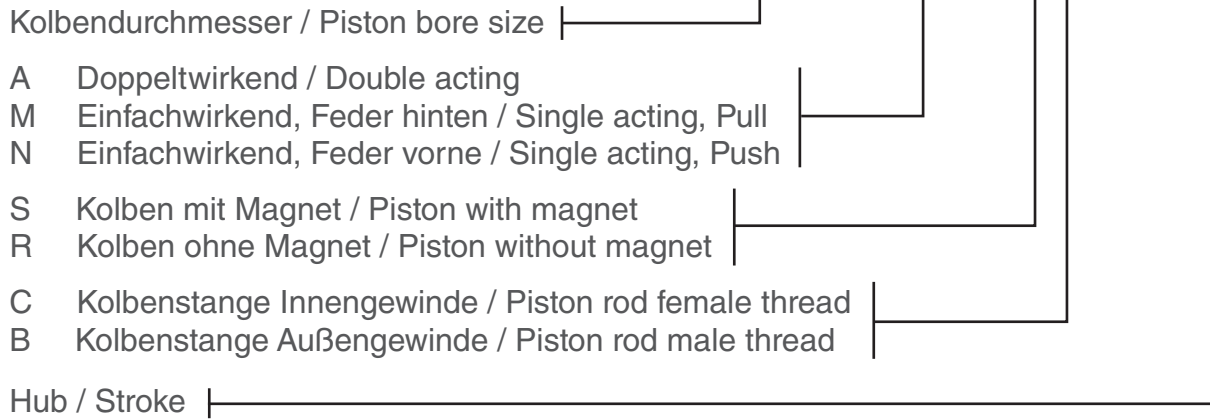 Kolbendurchmesser / Piston bore size
A Doppeltwirkend / Double acting
M Einfachwirkend, Feder hinten / Single acting, Pull
N Einfachwirkend, Feder vorne / Single acting, Push
S Kolben mit Magnet / Piston with magnet
R Kolben ohne Magnet / Piston without magnet
C Kolbenstange Innengewinde / Piston rod female thread
B Kolbenstange Außengewinde / Piston rod male thread
Hub / Stroke